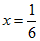 x = 1/6